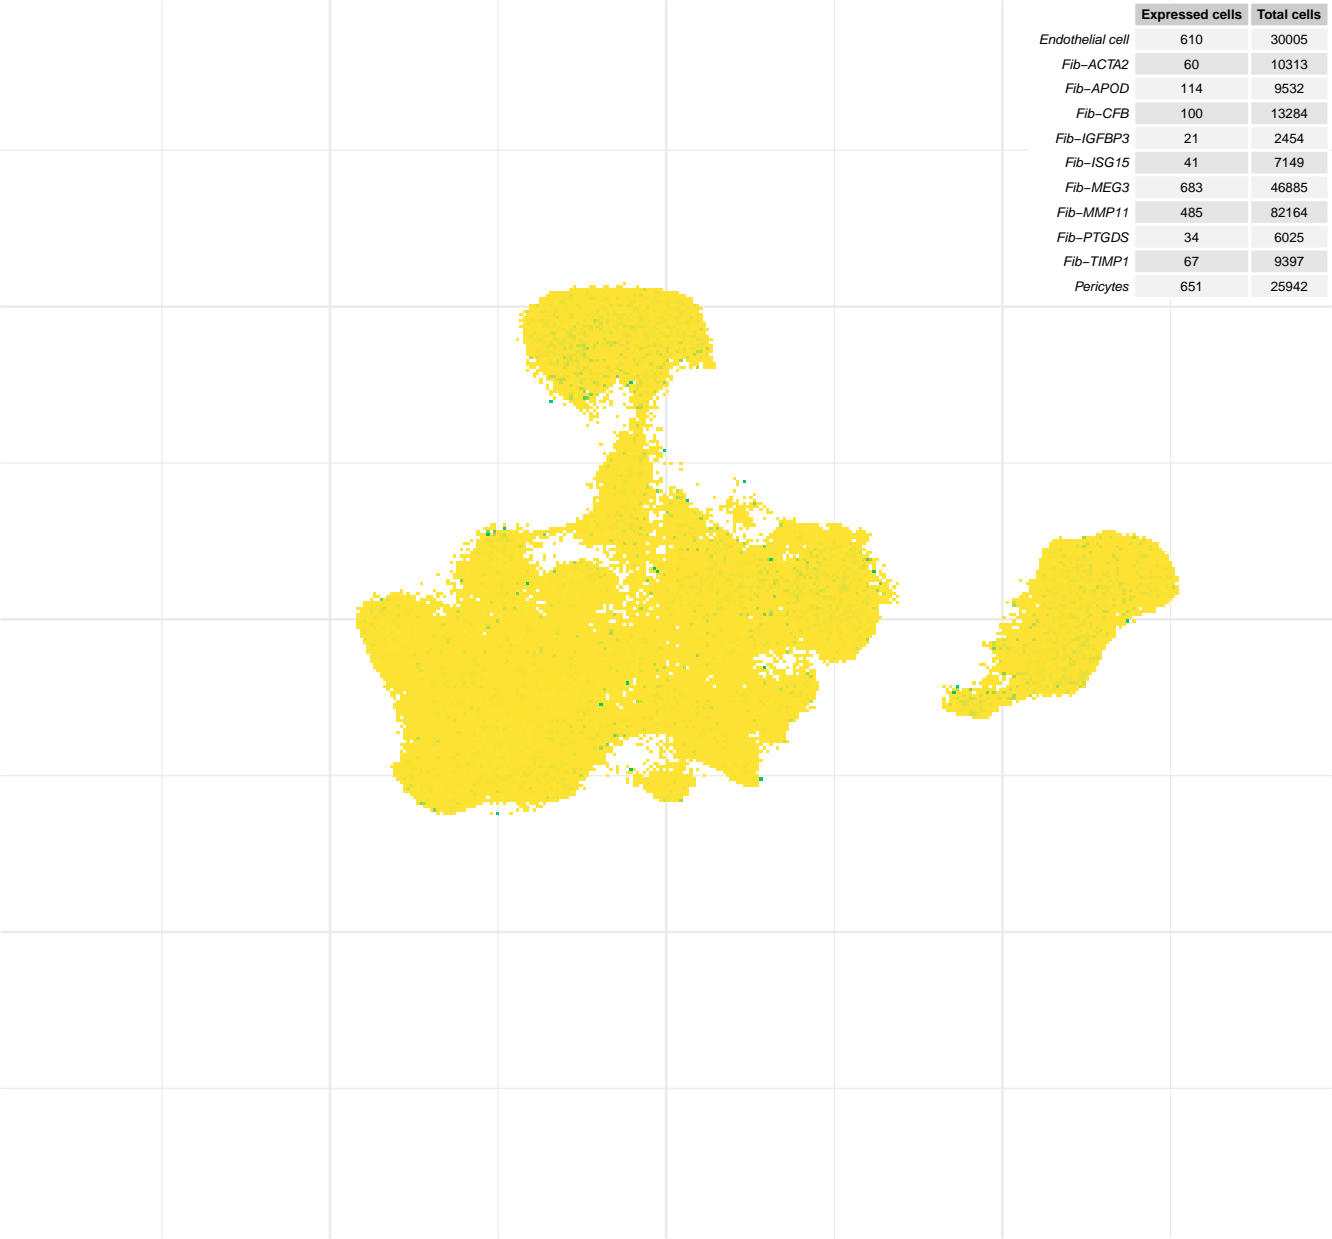 Expressed cells Total cells
Endothelial cell 610 30005
Fib−ACTA2 60 10313
Fib−APOD 114 9532
Fib−CFB 100 13284
Fib−IGFBP3 21 2454
Fib−ISG15 41 7149
Fib−MEG3 683 46885
Fib−MMP11 485 82164
Fib−PTGDS 34 6025
Fib−TIMP1 67 9397
Pericytes 651 25942